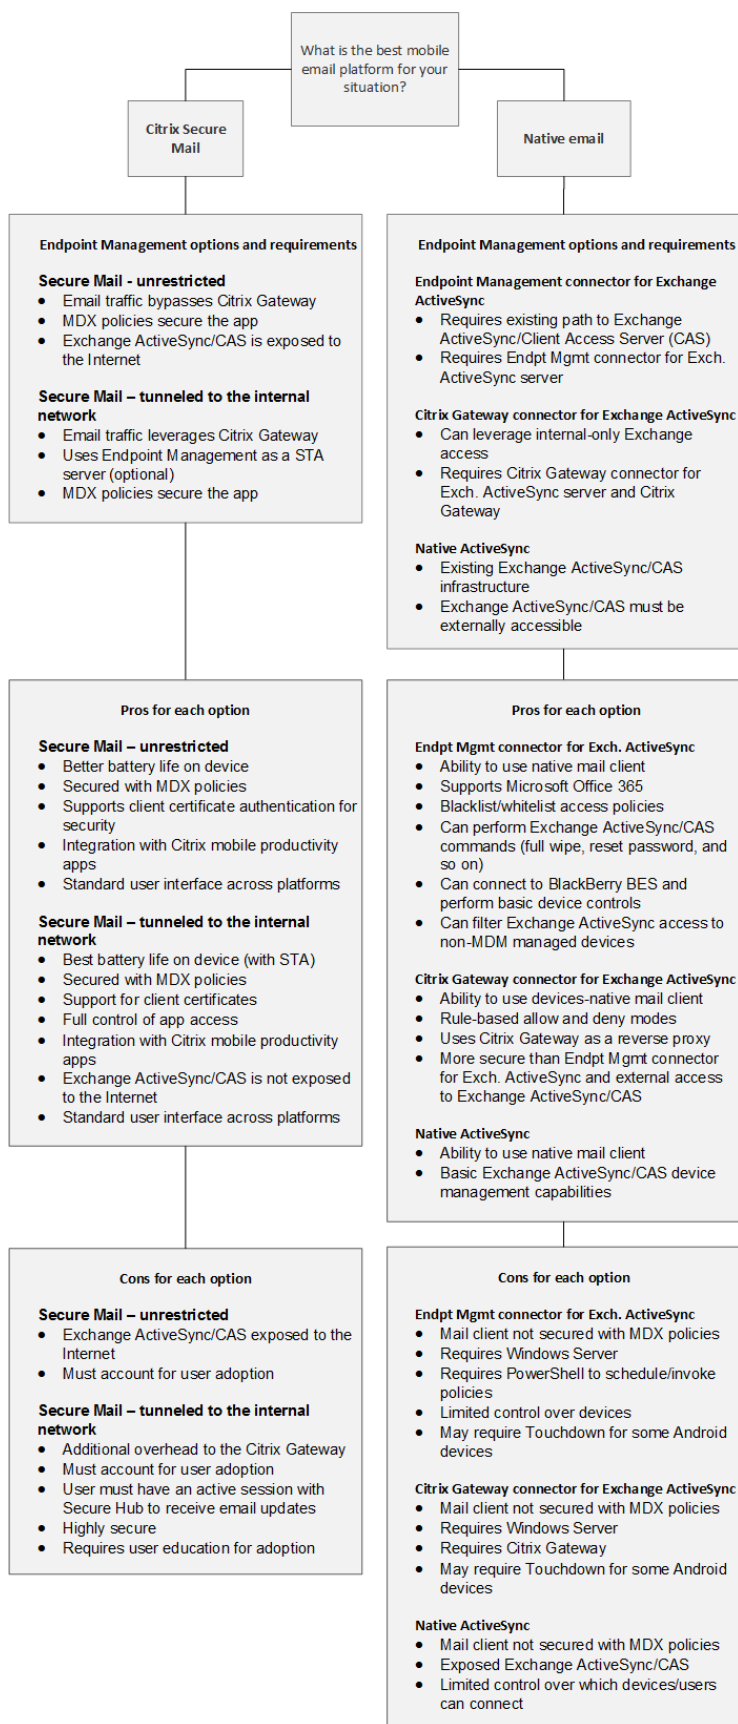 What is the best mobile
email platform for your
situation?
Citrix Secure
Mail
Native email
Endpoint Management options and requirements
Secure Mail - unrestricted
● Email traffic bypasses Citrix Gateway
● MDX policies secure the app
● Exchange ActiveSync/CAS is exposed to
the Internet
Secure Mail – tunneled to the internal
network
● Email traffic leverages Citrix Gateway
● Uses Endpoint Management as a STA
server (optional)
● MDX policies secure the app
Endpoint Management options and requirements
Endpoint Management connector for Exchange
ActiveSync
● Requires existing path to Exchange
ActiveSync/Client Access Server (CAS)
● Requires Endpt Mgmt connector for Exch.
ActiveSync server
Citrix Gateway connector for Exchange ActiveSync
● Can leverage internal-only Exchange
access
● Requires Citrix Gateway connector for
Exch. ActiveSync server and Citrix
Gateway
Native ActiveSync
● Existing Exchange ActiveSync/CAS
infrastructure
● Exchange ActiveSync/CAS must be
externally accessible
Pros for each option
Secure Mail – unrestricted
● Better battery life on device
● Secured with MDX policies
● Supports client certificate authentication for
security
● Integration with Citrix mobile productivity
apps
● Standard user interface across platforms
Secure Mail – tunneled to the internal
network
● Best battery life on device (with STA)
● Secured with MDX policies
● Support for client certificates
● Full control of app access
● Integration with Citrix mobile productivity
apps
● Exchange ActiveSync/CAS is not exposed
to the Internet
● Standard user interface across platforms
Pros for each option
Endpt Mgmt connector for Exch. ActiveSync
● Ability to use native mail client
● Supports Microsoft Office 365
● Blacklist/whitelist access policies
● Can perform Exchange ActiveSync/CAS
commands (full wipe, reset password, and
so on)
● Can connect to BlackBerry BES and
perform basic device controls
● Can filter Exchange ActiveSync access to
non-MDM managed devices
Citrix Gateway connector for Exchange ActiveSync
● Ability to use devices-native mail client
● Rule-based allow and deny modes
● Uses Citrix Gateway as a reverse proxy
● More secure than Endpt Mgmt connector
for Exch. ActiveSync and external access
to Exchange ActiveSync/CAS
Native ActiveSync
● Ability to use native mail client
● Basic Exchange ActiveSync/CAS device
management capabilities
Cons for each option
Secure Mail – unrestricted
● Exchange ActiveSync/CAS exposed to the
Internet
● Must account for user adoption
Secure Mail – tunneled to the internal
network
● Additional overhead to the Citrix Gateway
● Must account for user adoption
● User must have an active session with
Secure Hub to receive email updates
● Highly secure
● Requires user education for adoption
Cons for each option
Endpt Mgmt connector for Exch. ActiveSync
● Mail client not secured with MDX policies
● Requires Windows Server
● Requires PowerShell to schedule/invoke
policies
● Limited control over devices
● May require Touchdown for some Android
devices
Citrix Gateway connector for Exchange ActiveSync
● Mail client not secured with MDX policies
● Requires Windows Server
● Requires Citrix Gateway
● May require Touchdown for some Android
devices
Native ActiveSync
● Mail client not secured with MDX policies
● Exposed Exchange ActiveSync/CAS
● Limited control over which devices/users
can connect